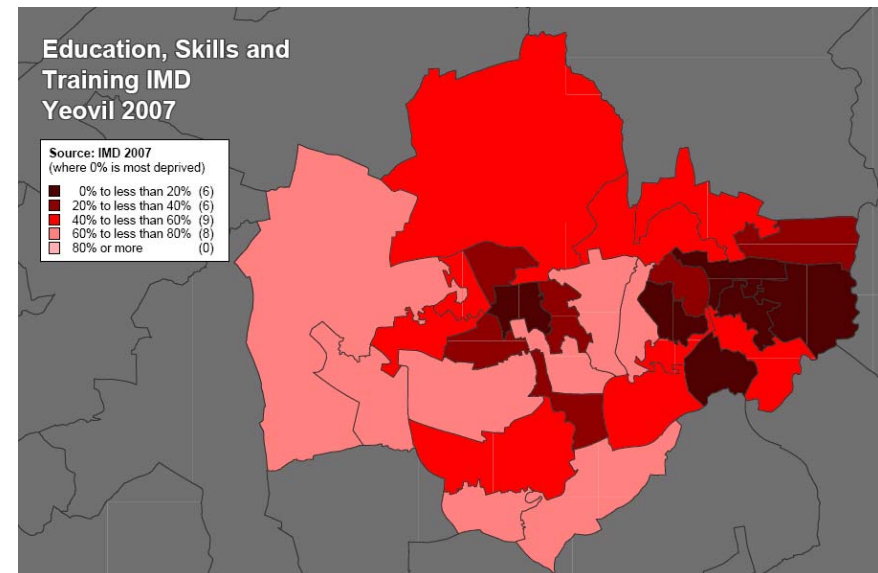 Education, Skills and
Training IMD
Yeovil 2007
Source: IMD 2007
(where 0% is most deprived)
0% to less than 20% (6)
20% to less than 40% (6)
40% to less than 60% (9)
60% to less than 80% (8)
80% or more (0)